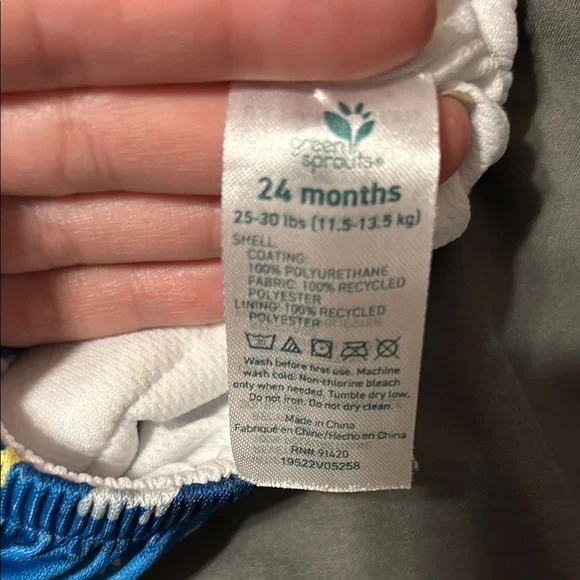 green
sprouts®
24 months
25-30 lbs (11.5-13.5 kg)
SHELL
COATING:
100% POLYURETHANE
FABRIC: 100% RECYCLED
POLYESTER
LINING: 100% RECYCLED
POLYESTER
Wash before first use. Machine
wash cold. Non-chlorine bleach
only when needed. Tumble dry low.
Do not iron. Do not dry clean.
Made in China
Fabriqué en Chine/Hecho en China
RN# 91420
19522V05258